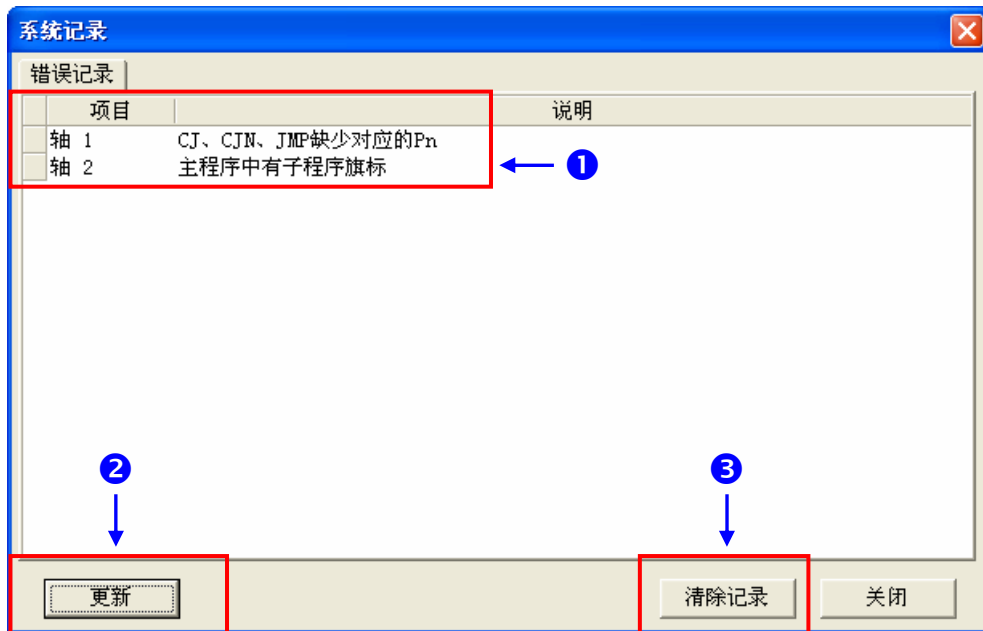 系统记录
错误记录
项目 说明
轴 1 CJ、CJN、JMP缺少对应的Pn
轴 2 主程序中有子程序旗标
❶
❷ ❸
更新 清除记录 关闭